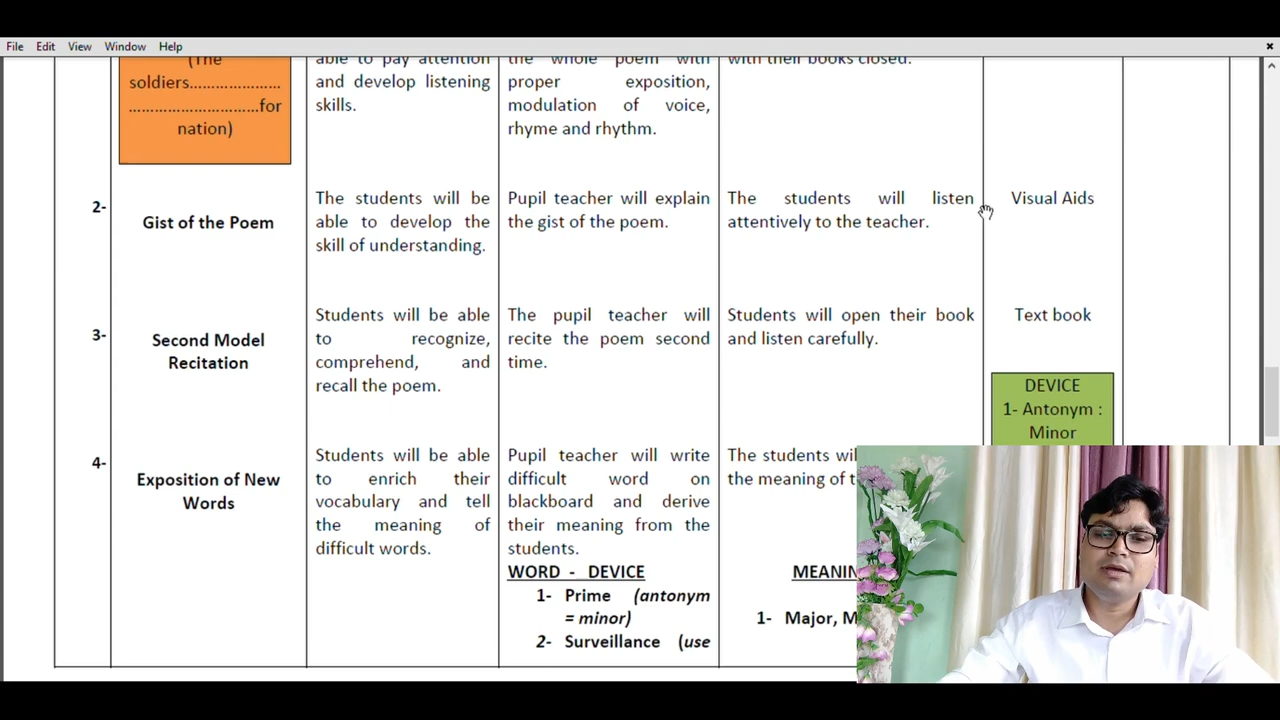 File Edit View Window Help
(The
soldiers…………………
…………………………for
nation)
able to pay attention
and develop listening
skills.
the whole poem with
proper exposition,
modulation of voice,
rhyme and rhythm.
with their books closed.
2-
Gist of the Poem
The students will be
able to develop the
skill of understanding.
Pupil teacher will explain
the gist of the poem.
The students will listen
attentively to the teacher.
Visual Aids
3-
Second Model
Recitation
Students will be able
to recognize,
comprehend, and
recall the poem.
The pupil teacher will
recite the poem second
time.
Students will open their book
and listen carefully.
Text book
DEVICE
1- Antonym :
Minor
4-
Exposition of New
Words
Students will be able
to enrich their
vocabulary and tell
the meaning of
difficult words.
Pupil teacher will write
difficult word on
blackboard and derive
their meaning from the
students.
WORD - DEVICE
1- Prime (antonym
= minor)
2- Surveillance (use
The students
the meaning of
1- Major,